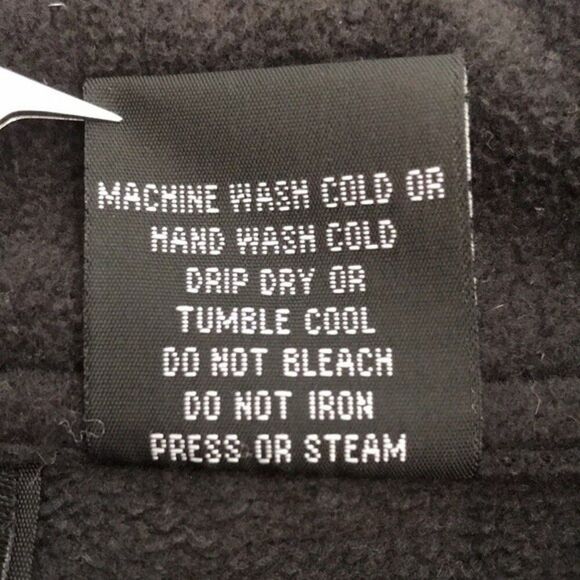 MACHINE WASH COLD OR
HAND WASH COLD
DRIP DRY OR
TUMBLE COOL
DO NOT BLEACH
DO NOT IRON
PRESS OR STEAM